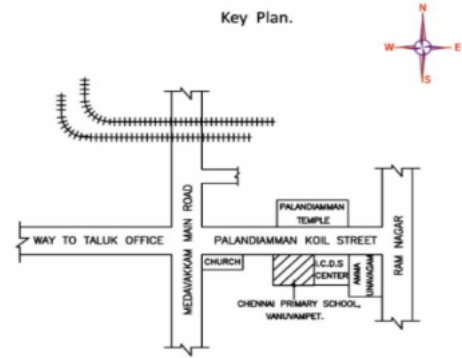 Key Plan.
N
W
E
S
PALANDIAMMAN
TEMPLE
WAY TO TALUK OFFICE
MEDAVAKKAM MAIN ROAD
PALANDIAMMAN KOIL STREET
RAM NAGAR
CHURCH
I.C.D.S
CENTER
AMMA
UNAVAGAM
CHENNAI PRIMARY SCHOOL,
VANUVAMPET.